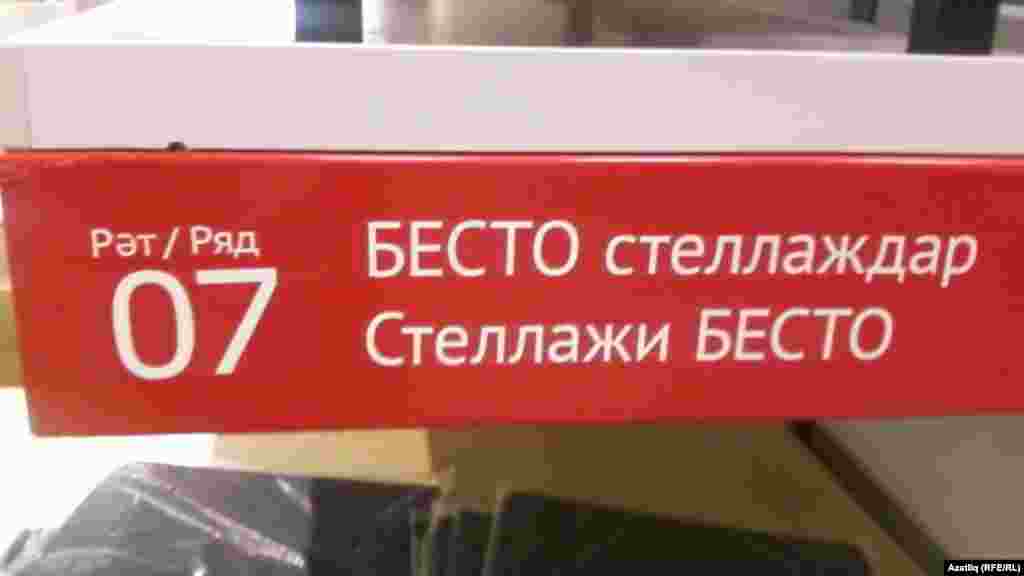 Рәт / Ряд
07
БЕСТО стеллаждар
Стеллажи БЕСТО
Azatliq (RFE/RL)